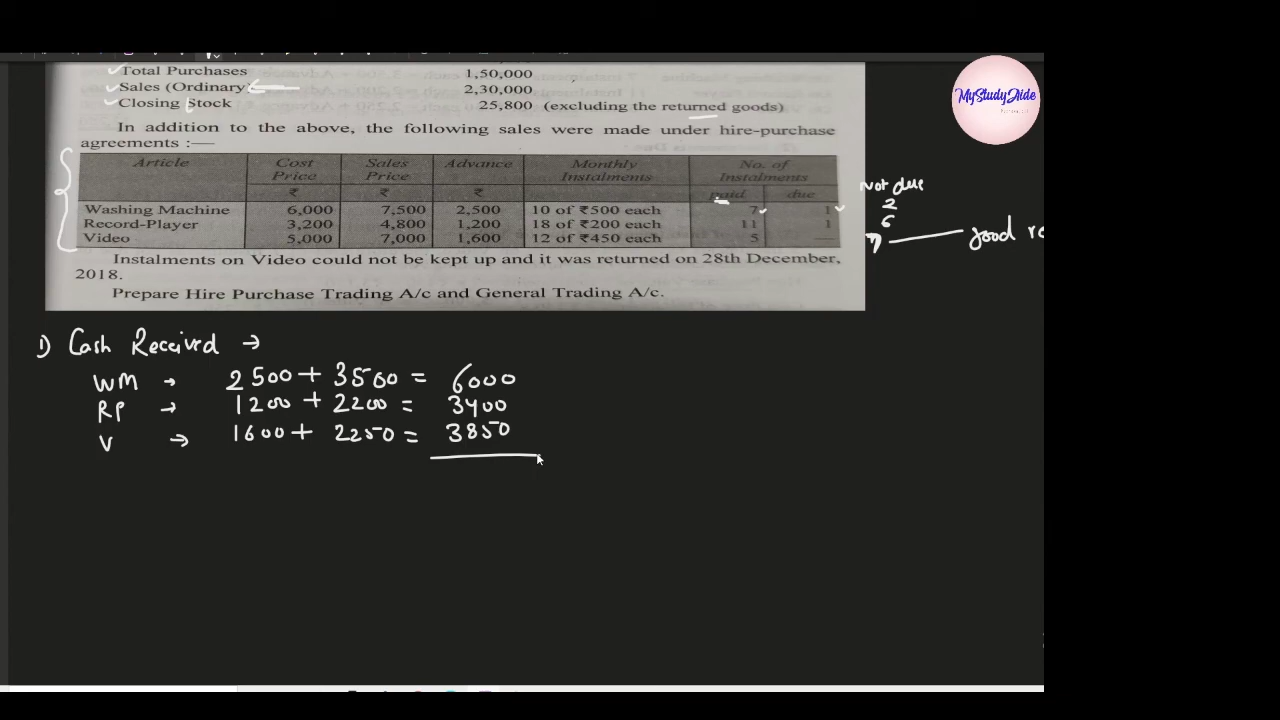 MyStudyJide
Total Purchases 1,50,000
Sales (Ordinary) 2,30,000
Closing Stock 25,800 (excluding the returned goods)
In addition to the above, the following sales were made under hire-purchase
agreements :—
Article Cost Price Sales Price Advance Monthly Instalments No. of Instalments
₹ ₹ ₹ paid due
Not due
Washing Machine 6,000 7,500 2,500 10 of ₹500 each 7 1 2
Record-Player 3,200 4,800 1,200 18 of ₹200 each 11 1 6
Video 5,000 7,000 1,600 12 of ₹450 each 5 — 7 good re
Instalments on Video could not be kept up and it was returned on 28th December,
2018.
Prepare Hire Purchase Trading A/c and General Trading A/c.
1) Cash Received →
WM → 2500 + 3500 = 6000
RP → 1200 + 2200 = 3400
V → 1600 + 2250 = 3850